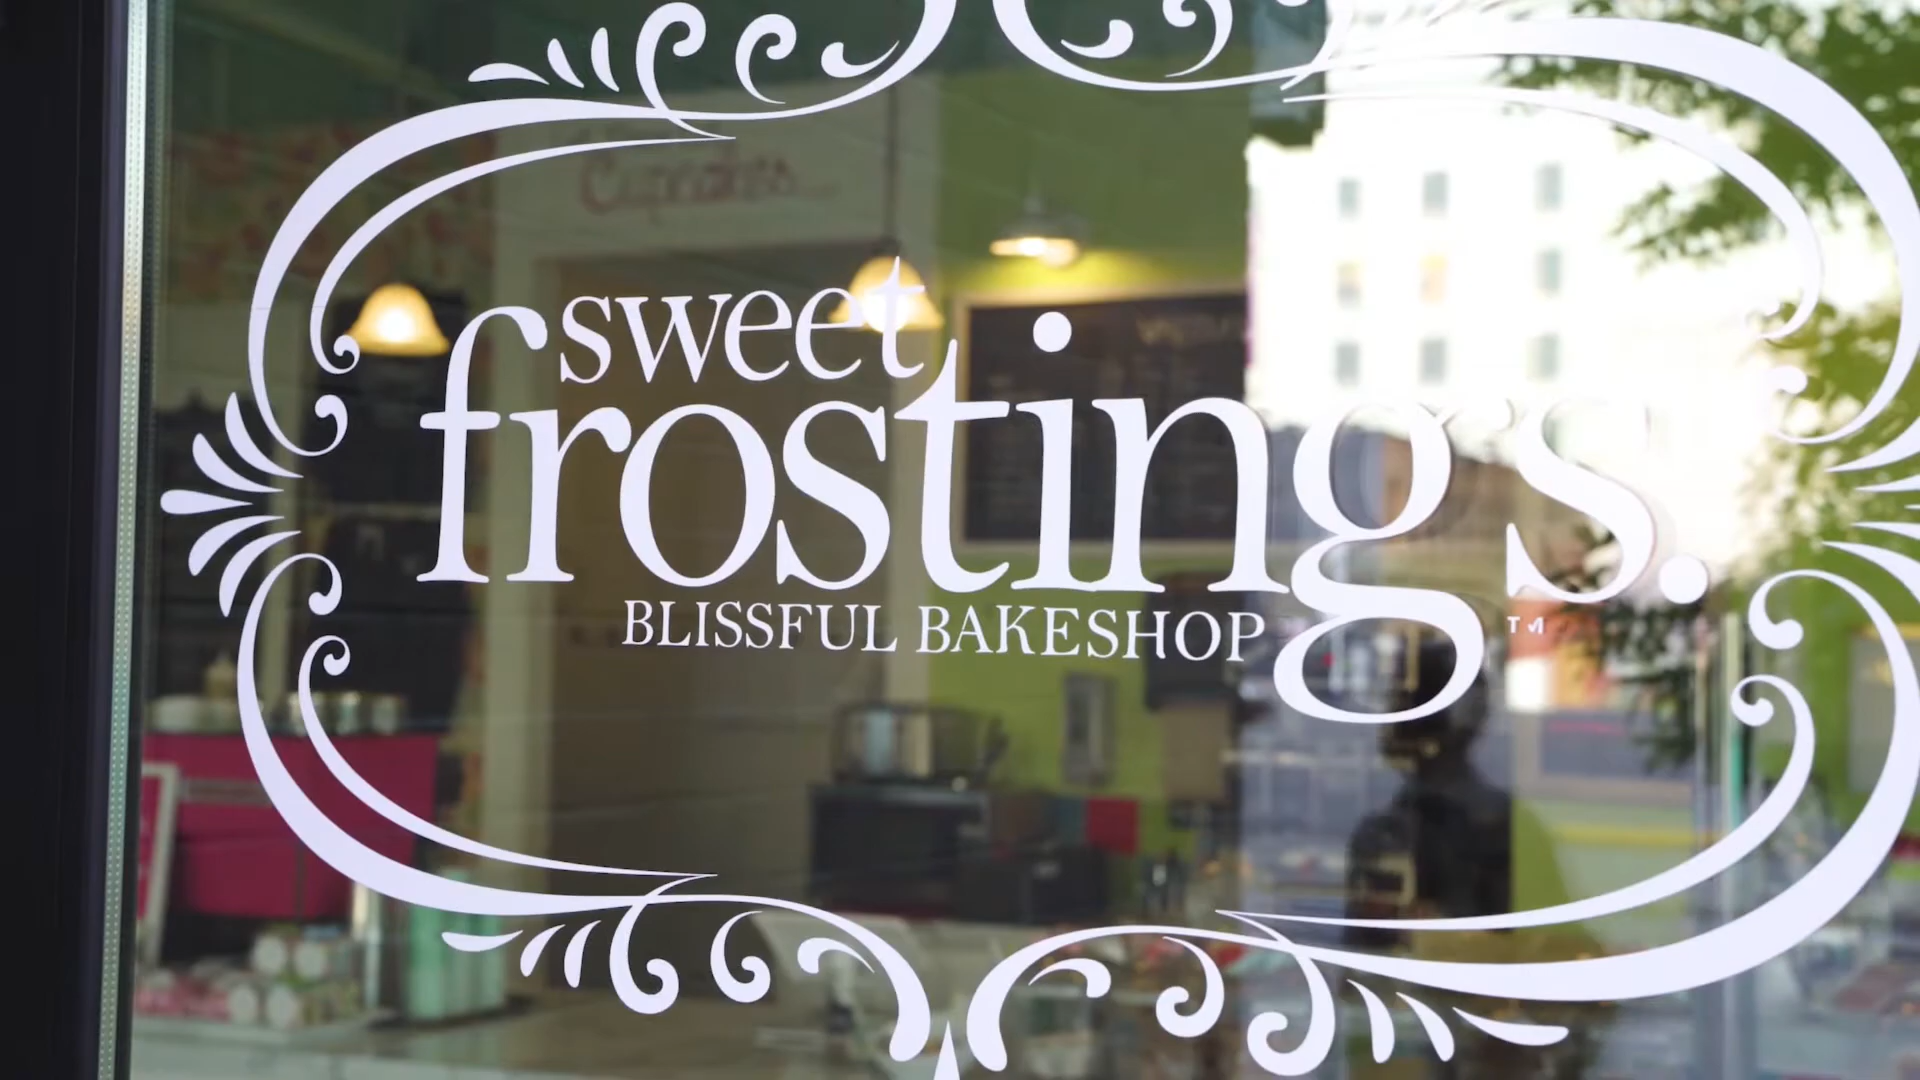 Cupcakes
sweet
frostings.
BLISSFUL BAKESHOP
TM